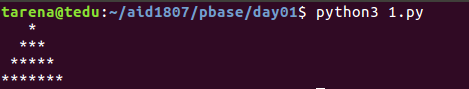 tarena@tedu:~/aid1807/pbase/day01$ python3 1.py
   *
  ***
 *****
*******